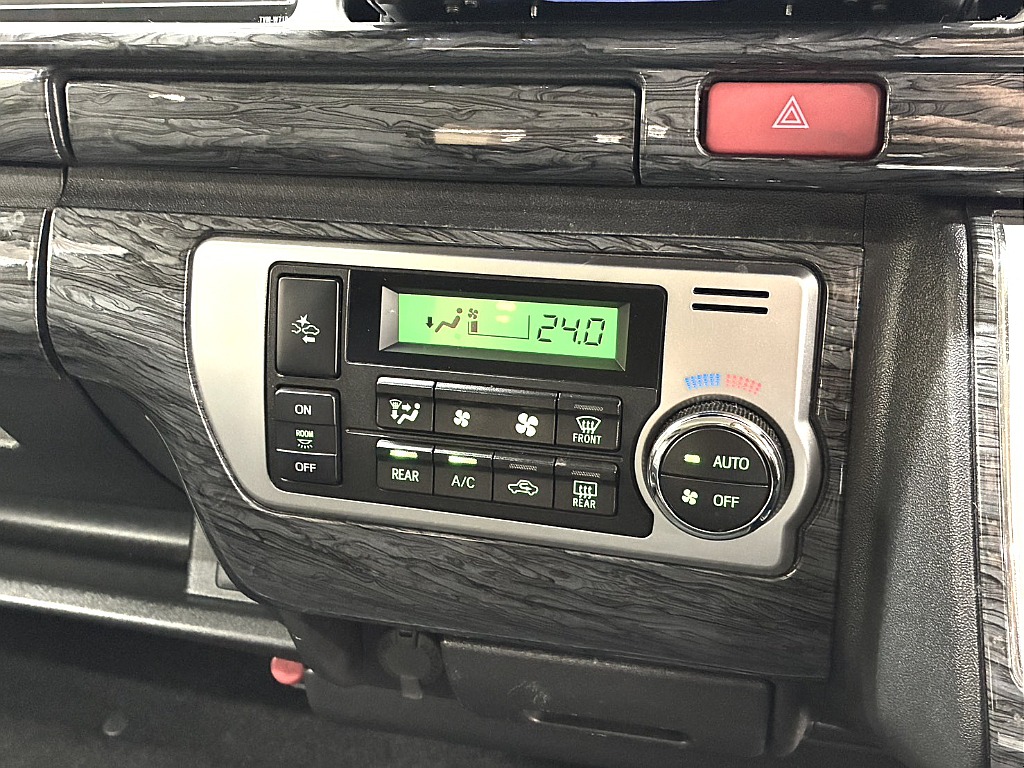 24.0
ON
ROOM
OFF
FRONT
REAR
A/C
REAR
AUTO
OFF